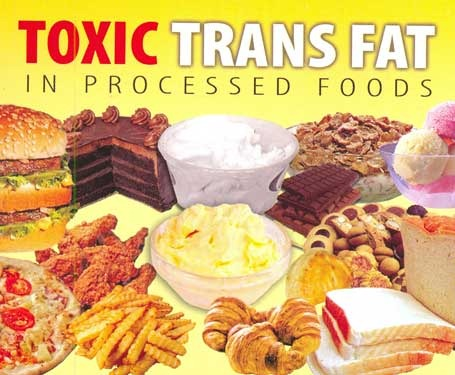 TOXIC TRANS FAT
IN PROCESSED FOODS